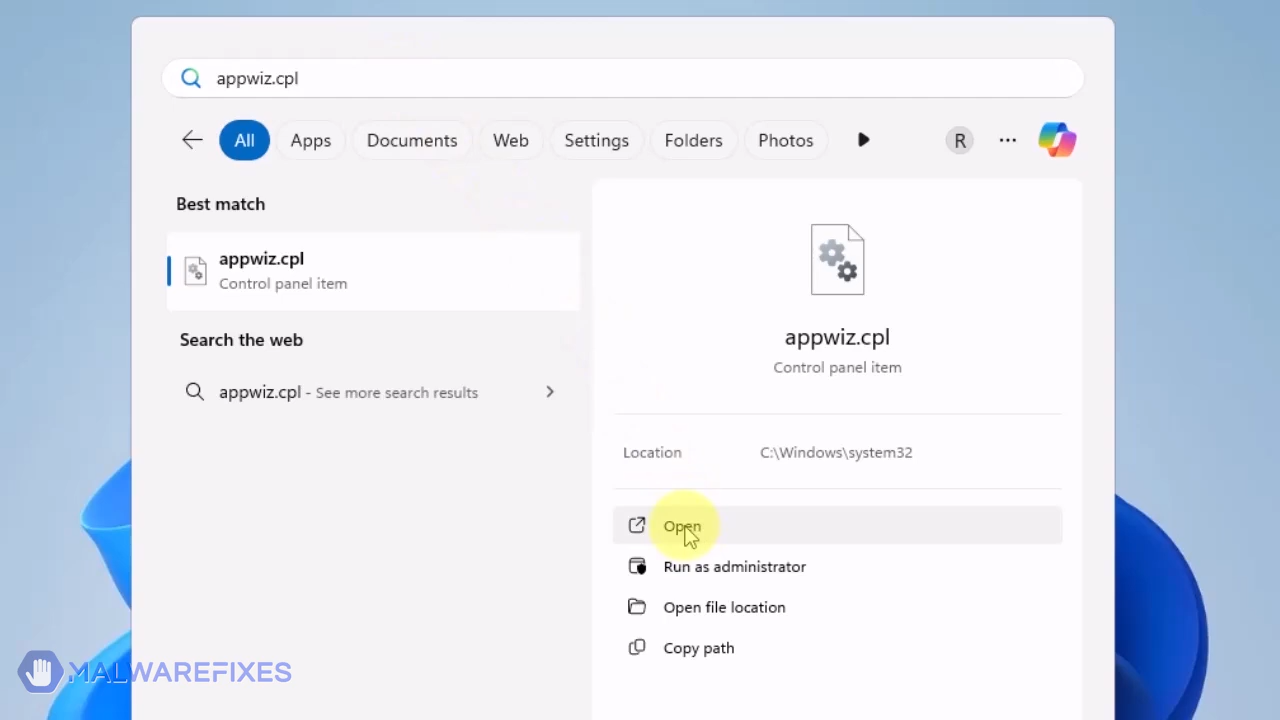 appwiz.cpl
All Apps Documents Web Settings Folders Photos R
Best match
appwiz.cpl
Control panel item
Search the web
appwiz.cpl - See more search results
appwiz.cpl
Control panel item
Location C:\Windows\system32
Open
Run as administrator
Open file location
Copy path
MALWAREFIXES